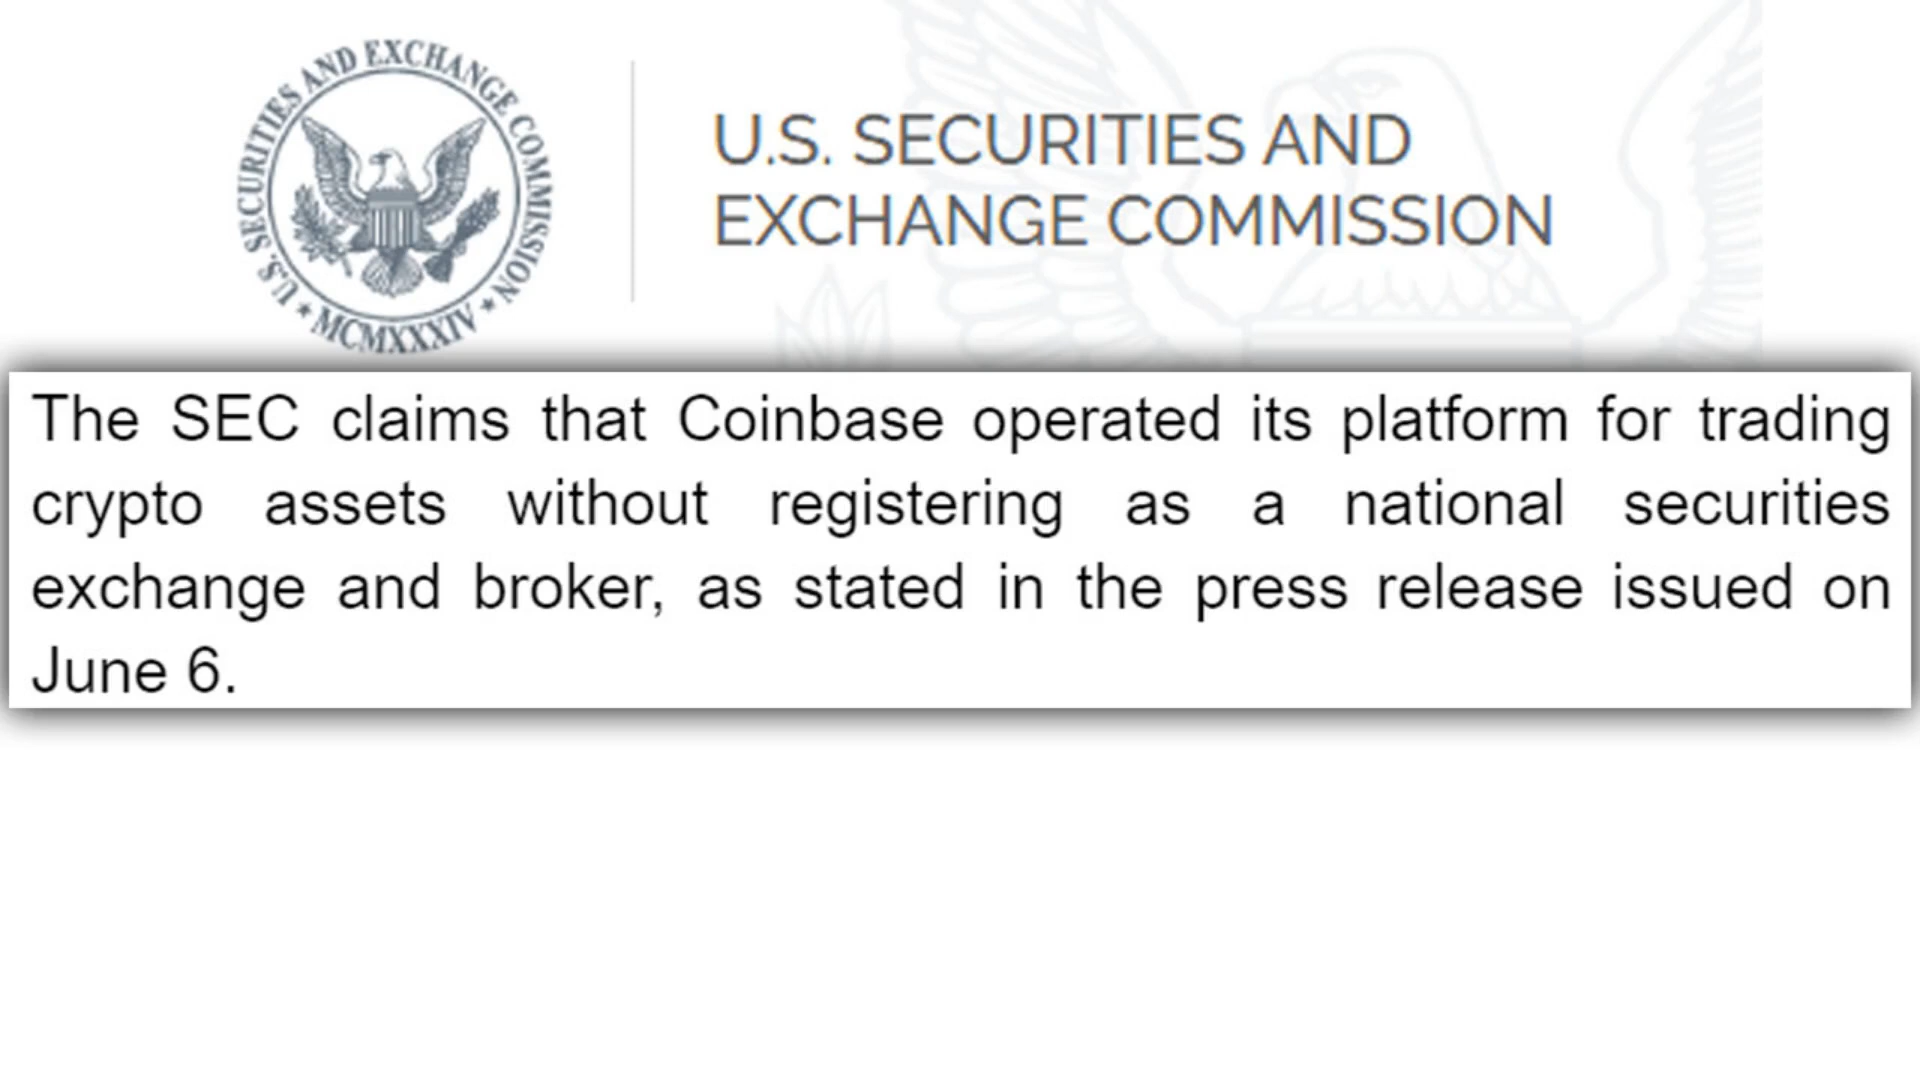 U.S. SECURITIES AND EXCHANGE COMMISSION
MCMXXXIV
U.S. SECURITIES AND
EXCHANGE COMMISSION
The SEC claims that Coinbase operated its platform for trading
crypto assets without registering as a national securities
exchange and broker, as stated in the press release issued on
June 6.